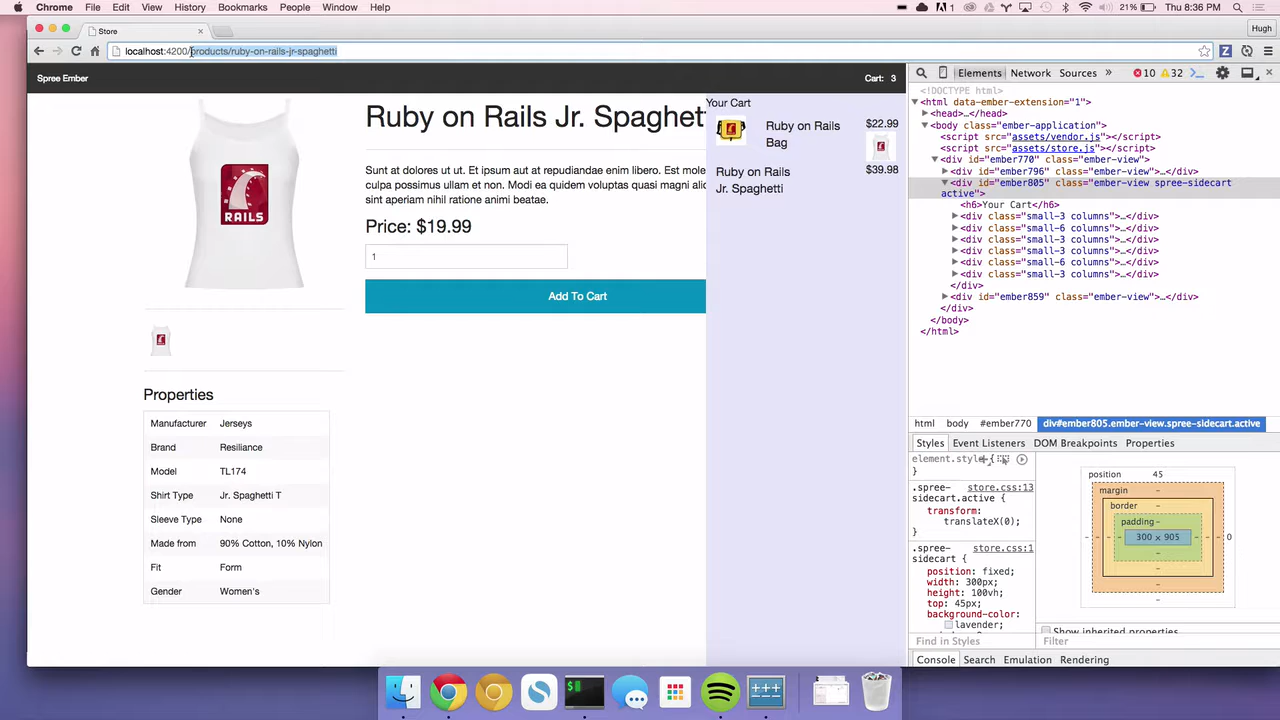 Chrome File Edit View History Bookmarks People Window Help 1 21% Thu 8:36 PM Hugh
Store Hugh
localhost:4200/products/ruby-on-rails-jr-spaghetti
Spree Ember Cart: 3
RAILS
Ruby on Rails Jr. Spaghett
Sunt at dolores ut ut. Et ipsum aut at repudiandae enim libero. Est mole
culpa possimus ullam et non. Modi ea quidem voluptas quasi magni alic
sint aperiam nihil ratione animi beatae.
Price: $19.99
1
Add To Cart
Properties
Manufacturer Jerseys
Brand Resiliance
Model TL174
Shirt Type Jr. Spaghetti T
Sleeve Type None
Made from 90% Cotton, 10% Nylon
Fit Form
Gender Women's
Your Cart
Ruby on Rails
Bag
$22.99
Ruby on Rails
Jr. Spaghetti
$39.98
Elements Network Sources » 10 32
<!DOCTYPE html>
<html data-ember-extension="1">
<head>…</head>
<body class="ember-application">
<script src="assets/vendor.js"></script>
<script src="assets/store.js"></script>
<div id="ember770" class="ember-view">
<div id="ember796" class="ember-view">…</div>
<div id="ember805" class="ember-view spree-sidecart
active">
<h6>Your Cart</h6>
<div class="small-3 columns">…</div>
<div class="small-6 columns">…</div>
<div class="small-3 columns">…</div>
<div class="small-3 columns">…</div>
<div class="small-6 columns">…</div>
<div class="small-3 columns">…</div>
</div>
<div id="ember859" class="ember-view">…</div>
</div>
</body>
</html>
html body #ember770 div#ember805.ember-view.spree-sidecart.active
Styles Event Listeners DOM Breakpoints Properties
element.style {
}
.spree- store.css:13
sidecart.active {
transform:
translateX(0);
}
.spree- store.css:1
sidecart {
position: fixed;
width: 300px;
height: 100vh;
top: 45px;
background-color:
lavender;
position 45
margin -
border -
padding -
300 × 905
0
Show inherited properties
Find in Styles Filter
Console Search Emulation Rendering